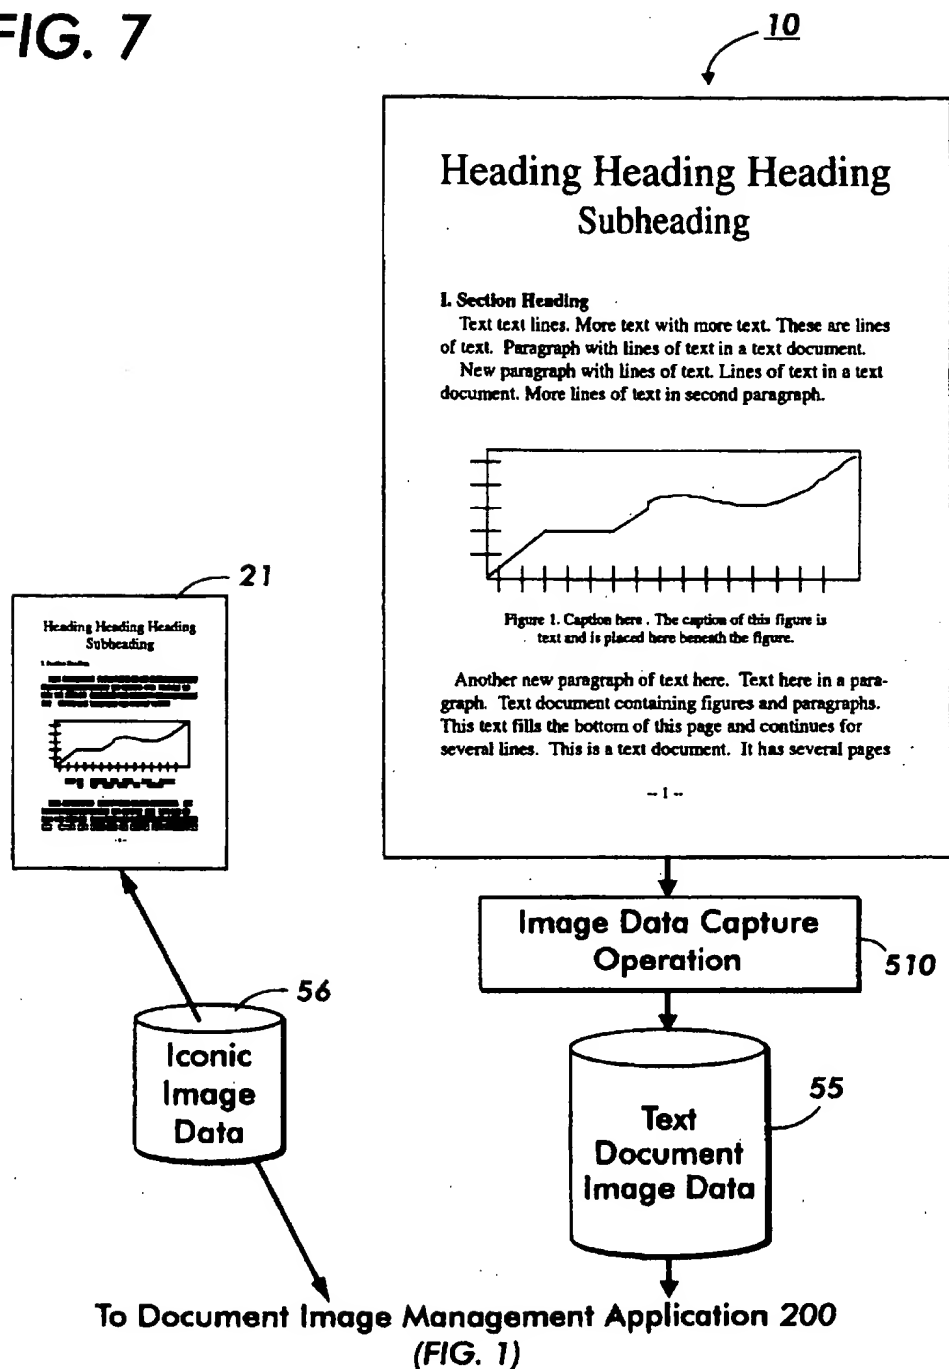 FIG. 7
10
Heading Heading Heading
Subheading
I. Section Heading
Text text lines. More text with more text. These are lines
of text. Paragraph with lines of text in a text document.
New paragraph with lines of text. Lines of text in a text
document. More lines of text in second paragraph.
Figure 1. Caption here . The caption of this figure is
text and is placed here beneath the figure.
Another new paragraph of text here. Text here in a para-
graph. Text document containing figures and paragraphs.
This text fills the bottom of this page and continues for
several lines. This is a text document. It has several pages
-- 1 --
21
Heading Heading Heading
Subheading
I. Section Heading
Image Data Capture
Operation
510
56
Iconic
Image
Data
55
Text
Document
Image Data
To Document Image Management Application 200
(FIG. 1)